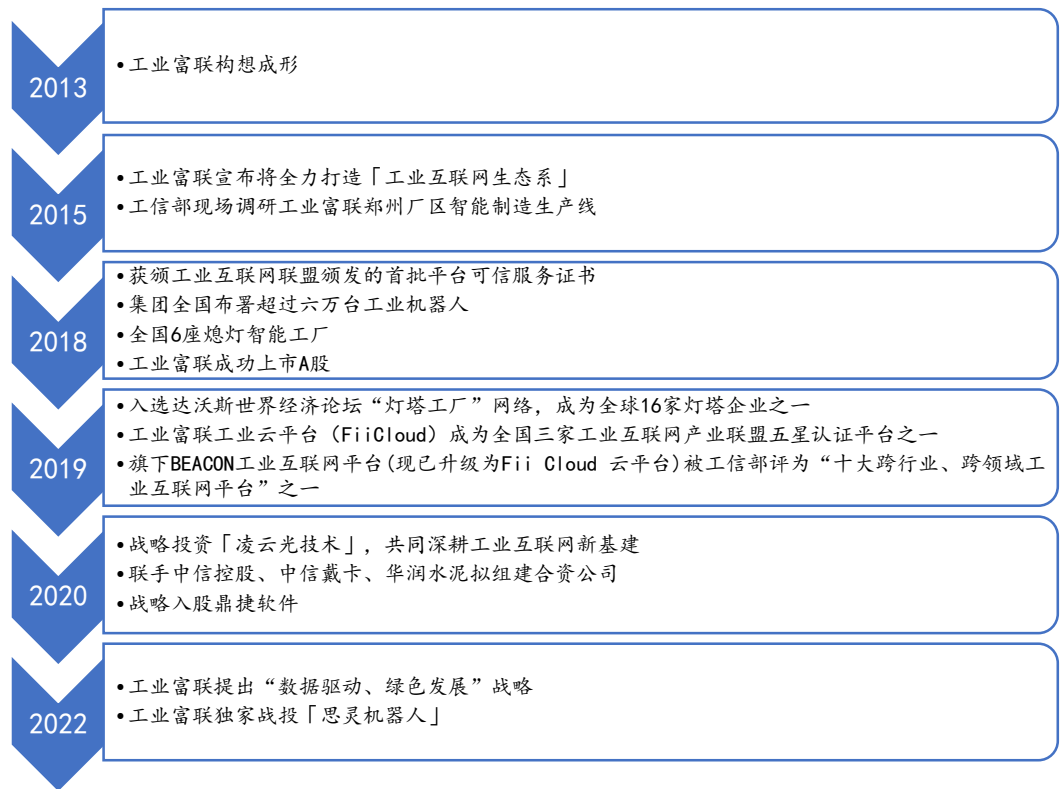 2013
•工业富联构想成形
2015
•工业富联宣布将全力打造「工业互联网生态系」
•工信部现场调研工业富联郑州厂区智能制造生产线
2018
•获颁工业互联网联盟颁发的首批平台可信服务证书
•集团全国布署超过六万台工业机器人
•全国6座熄灯智能工厂
•工业富联成功上市A股
2019
•入选达沃斯世界经济论坛“灯塔工厂”网络，成为全球16家灯塔企业之一
•工业富联工业云平台（FiiCloud）成为全国三家工业互联网产业联盟五星认证平台之一
•旗下BEACON工业互联网平台(现已升级为Fii Cloud 云平台)被工信部评为“十大跨行业、跨领域工
业互联网平台”之一
2020
•战略投资「凌云光技术」，共同深耕工业互联网新基建
•联手中信控股、中信戴卡、华润水泥拟组建合资公司
•战略入股鼎捷软件
2022
•工业富联提出“数据驱动、绿色发展”战略
•工业富联独家战投「思灵机器人」